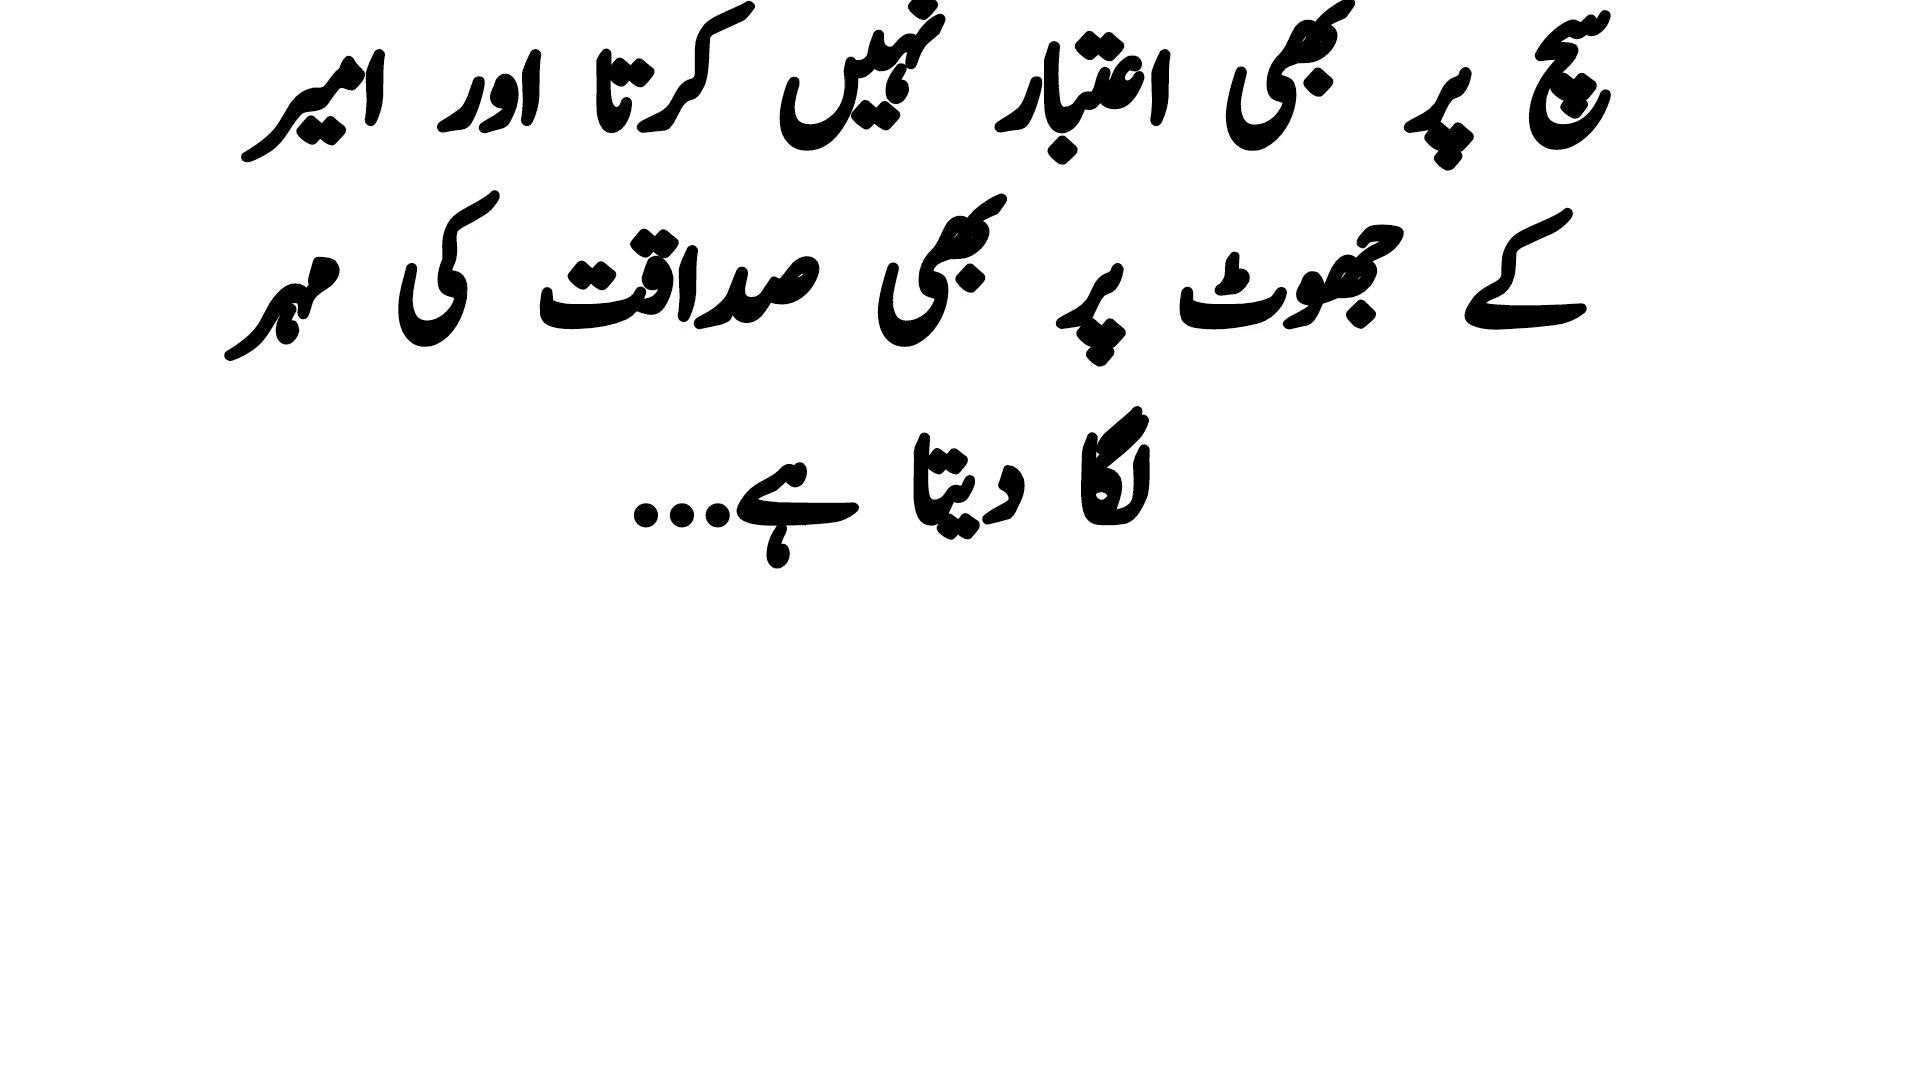 سچ پر بھی اعتبار نہیں کرتا اور امیر
کے جھوٹ پر بھی صداقت کی مہر
لگا دیتا ہے...